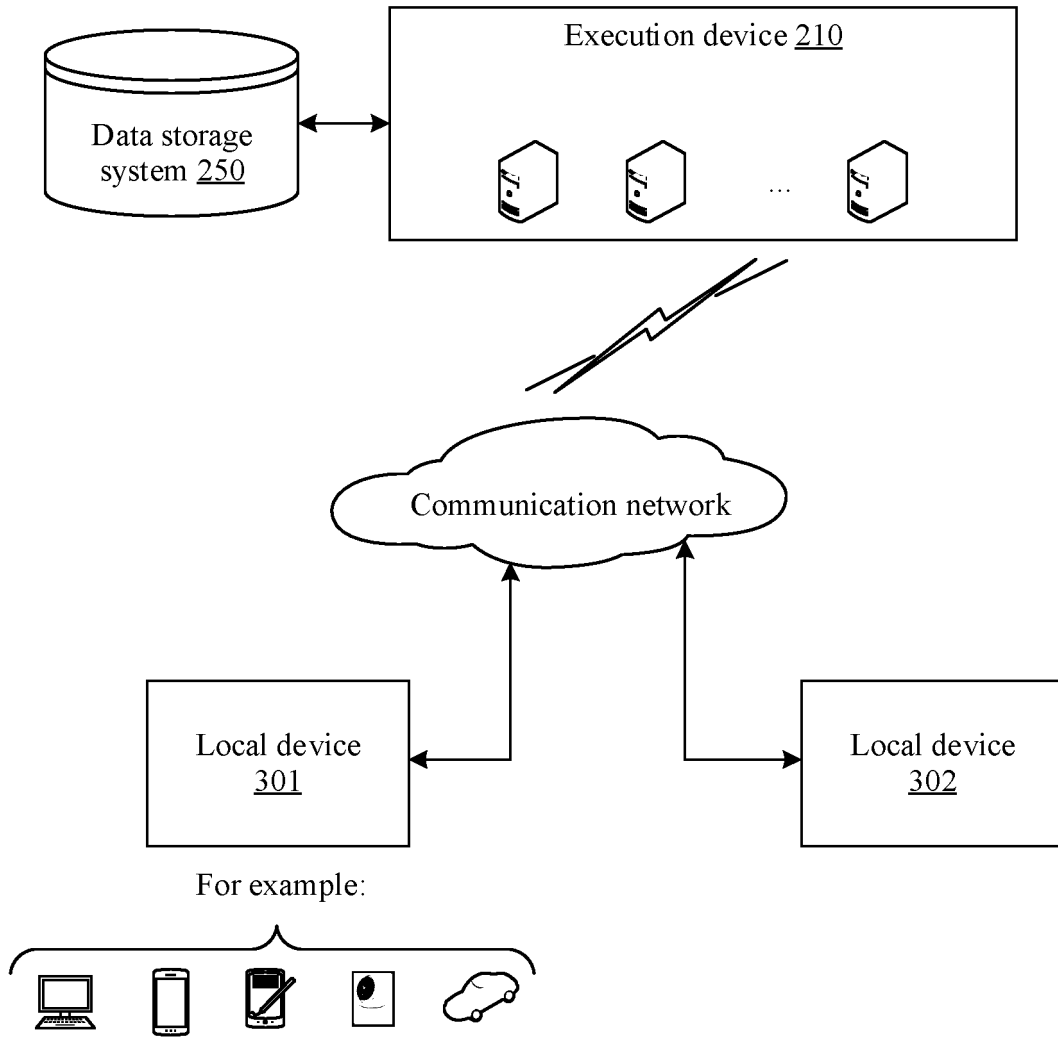 Execution device 210
Data storage
system 250
...
Communication network
Local device
301
Local device
302
For example: